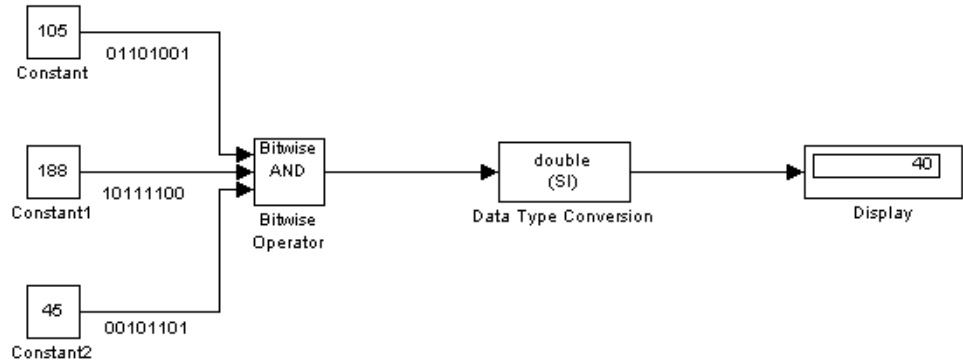 105
01101001
Constant
188
10111100
Constant1
45
00101101
Constant2
Bitwise
AND
Bitwise
Operator
double
(SI)
Data Type Conversion
40
Display